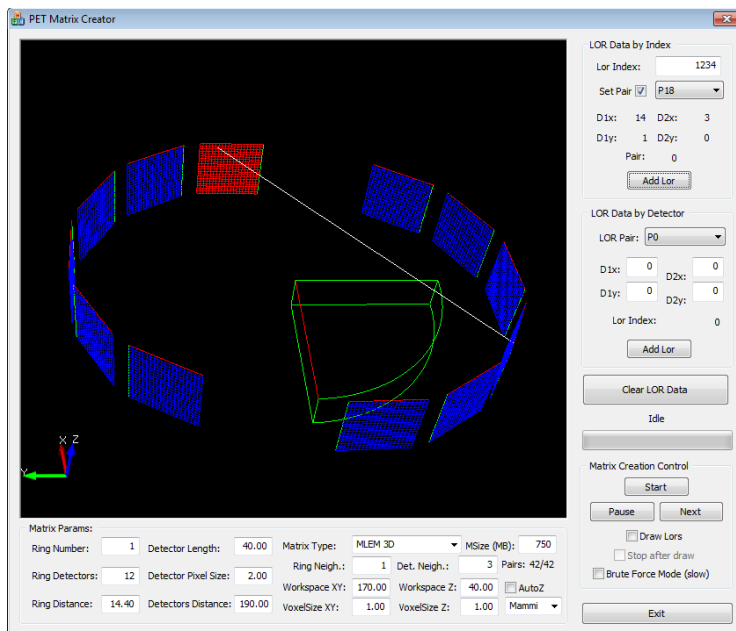 PET Matrix Creator
LOR Data by Index
Lor Index: 1234
Set Pair P18
D1x: 14 D2x: 3
D1y: 1 D2y: 0
Pair: 0
Add Lor
LOR Data by Detector
LOR Pair: P0
D1x: 0 D2x: 0
D1y: 0 D2y: 0
Lor Index: 0
Add Lor
Clear LOR Data
Idle
Matrix Creation Control
Start
Pause Next
Draw Lors
Stop after draw
Brute Force Mode (slow)
Exit
X Z
Y
Matrix Params:
Ring Number: 1 Detector Length: 40.00 Matrix Type: MLEM 3D MSize (MB): 750
Ring Neigh.: 1 Det. Neigh.: 3 Pairs: 42/42
Ring Detectors: 12 Detector Pixel Size: 2.00
Workspace XY: 170.00 Workspace Z: 40.00 AutoZ
Ring Distance: 14.40 Detectors Distance: 190.00 VoxelSize XY: 1.00 VoxelSize Z: 1.00 Mammi